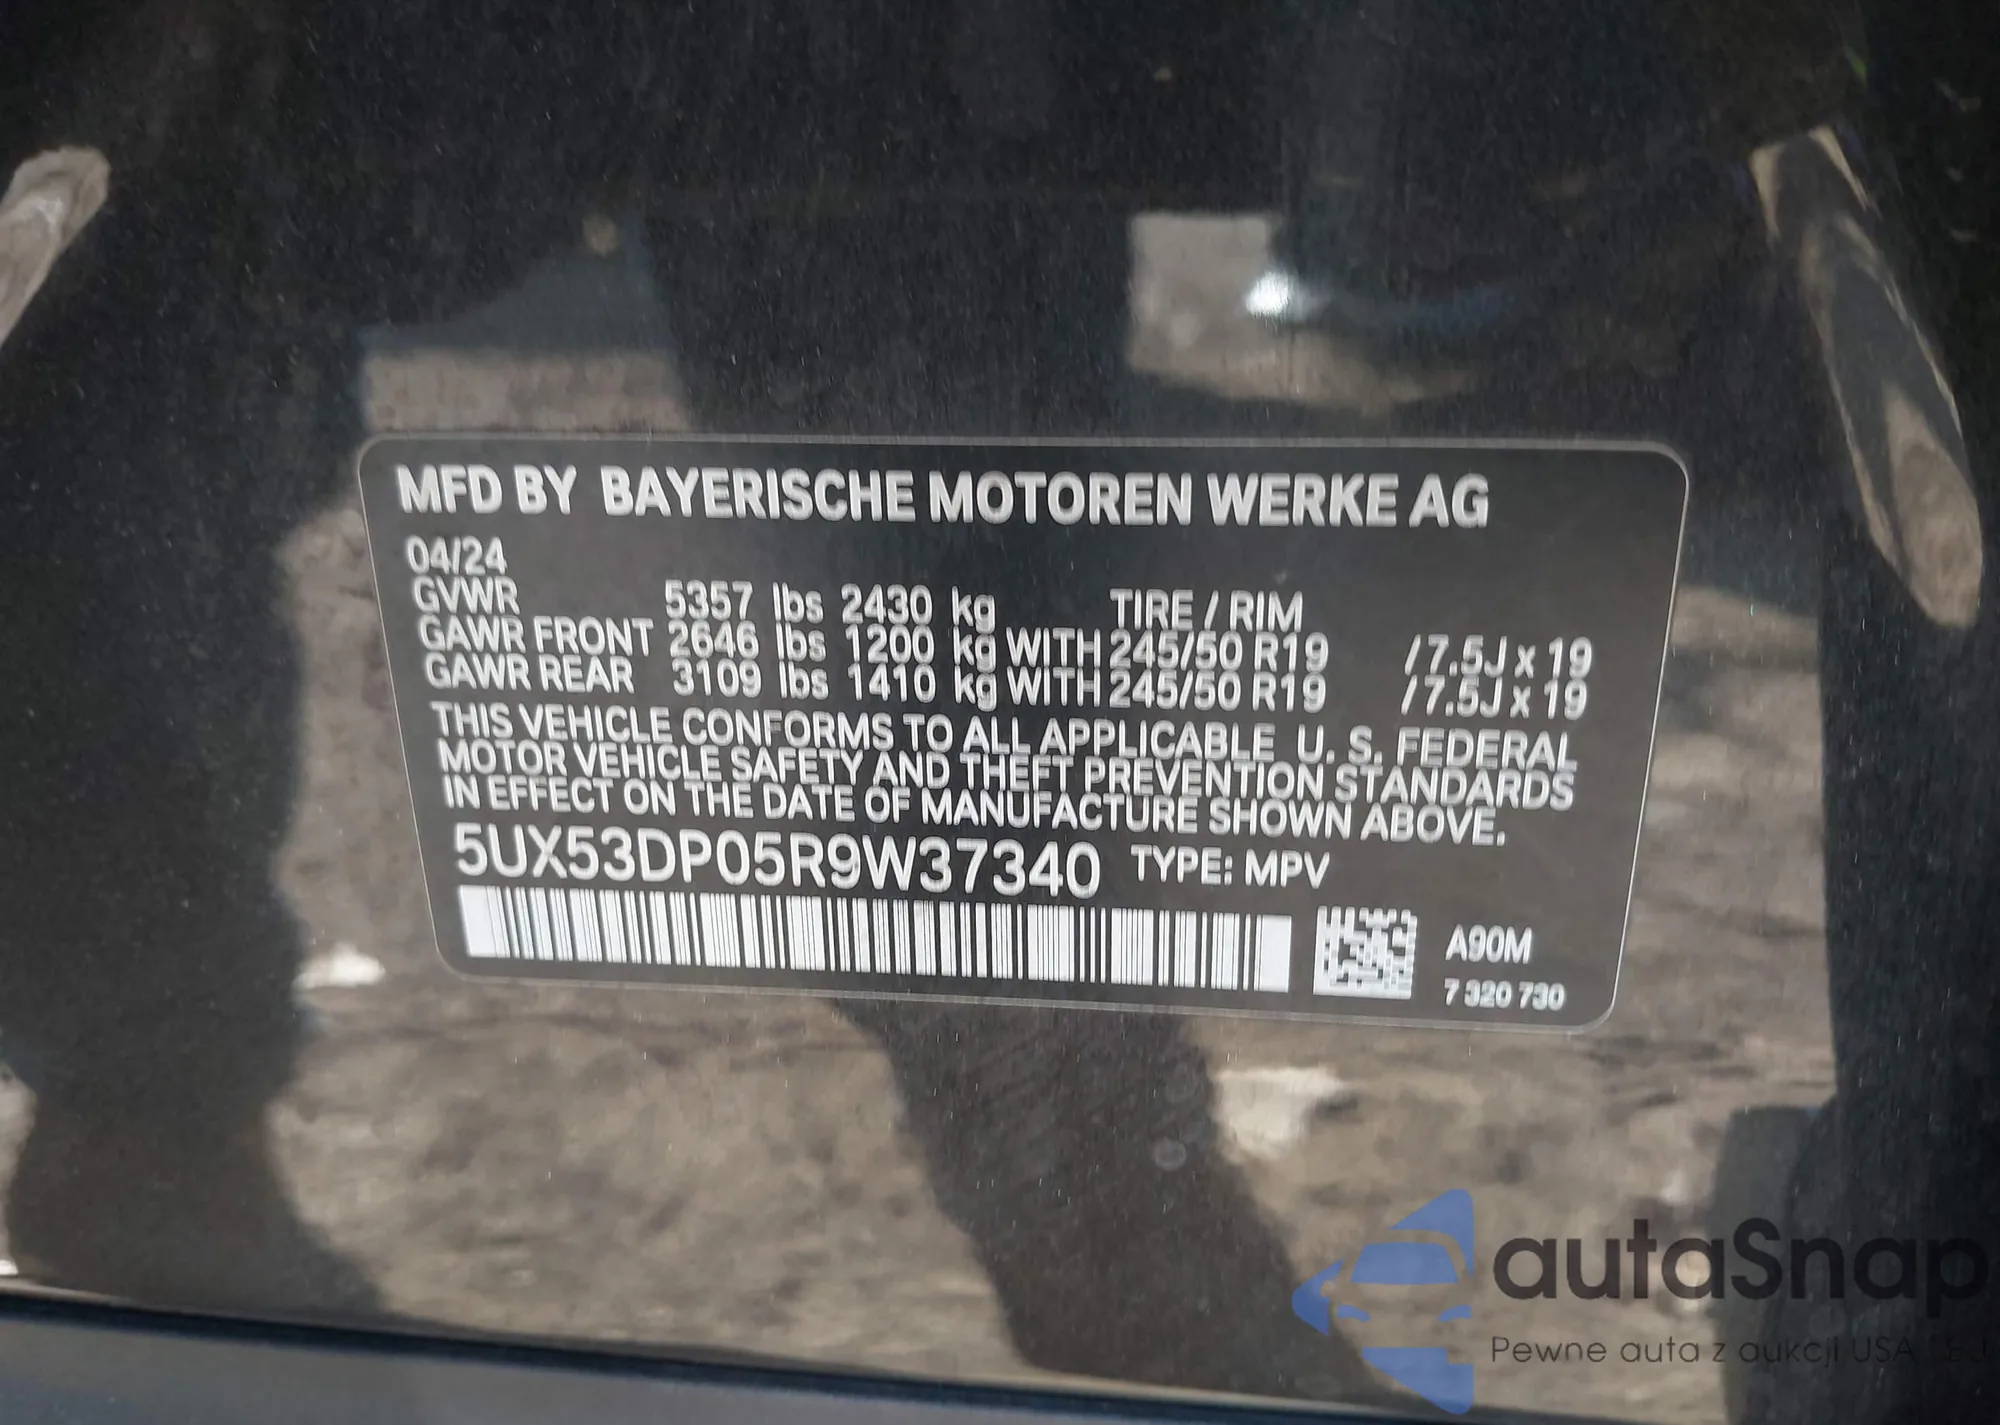 MFD BY BAYERISCHE MOTOREN WERKE AG
04/24
GVWR 5357 lbs 2430 kg TIRE / RIM
GAWR FRONT 2646 lbs 1200 kg WITH 245/50 R19 / 7.5J x 19
GAWR REAR 3109 lbs 1410 kg WITH 245/50 R19 / 7.5J x 19
THIS VEHICLE CONFORMS TO ALL APPLICABLE U. S. FEDERAL
MOTOR VEHICLE SAFETY AND THEFT PREVENTION STANDARDS
IN EFFECT ON THE DATE OF MANUFACTURE SHOWN ABOVE.
5UX53DP05R9W37340 TYPE: MPV
A90M
7 320 730
autaSnap
Pewne auta z aukcji USA